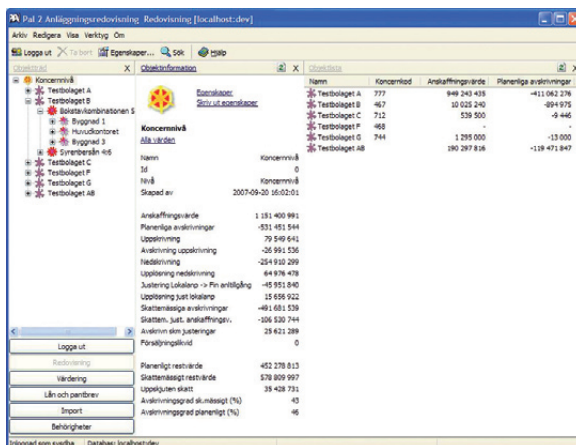 Pal 2 Anläggningsredovisning Redovisning [localhost:dev]
Arkiv Redigera Visa Verktyg Om
Logga ut Ta bort Egenskaper... Sök Hjälp
Objektträd X
Koncernnivå
Testbolaget A
Testbolaget B
Bokstavkombinationen S
Byggnad 1
Huvudkontoret
Byggnad 3
Syrenbersån 4:6
Testbolaget C
Testbolaget F
Testbolaget G
Testbolaget AB
Logga ut
Redovisning
Värdering
Lån och pantbrev
Import
Behörigheter
Objektinformation X
Egenskaper
Skriv ut egenskaper
Koncernnivå
Alla värden
Namn Koncernnivå
Id 0
Nivå Koncernnivå
Skapad av 2007-09-20 16:02:01
Anskaffningsvärde 1 151 400 991
Planenliga avskrivningar -531 451 544
Uppskrivning 79 549 641
Avskrivning uppskrivning -26 991 536
Nedskrivning -254 910 299
Upplösning nedskrivning 64 976 478
Justering Lokalanp -> Fin anltillgång -45 951 840
Upplösning just lokalanp 15 656 922
Skattemässiga avskrivningar -491 681 539
Skattem. just. anskaffningsv. -106 530 744
Avskrivn skm justeringar 25 621 289
Försäljningslikvid 0
Planenligt restvärde 452 278 813
Skattemässigt restvärde 578 809 997
Uppskjuten skatt 35 428 731
Avskrivningsgrad sk.mässigt (%) 43
Avskrivningsgrad planenligt (%) 46
Objektlista X
Namn Koncernkod Anskaffningsvärde Planenliga avskrivningar
Testbolaget A 777 949 243 435 -411 062 276
Testbolaget B 467 10 025 240 -894 975
Testbolaget C 712 539 500 -9 446
Testbolaget F 468 - -
Testbolaget G 744 1 295 000 -13 000
Testbolaget AB 190 297 816 -119 471 847
Inloggad som sysdba Databas: localhost:dev